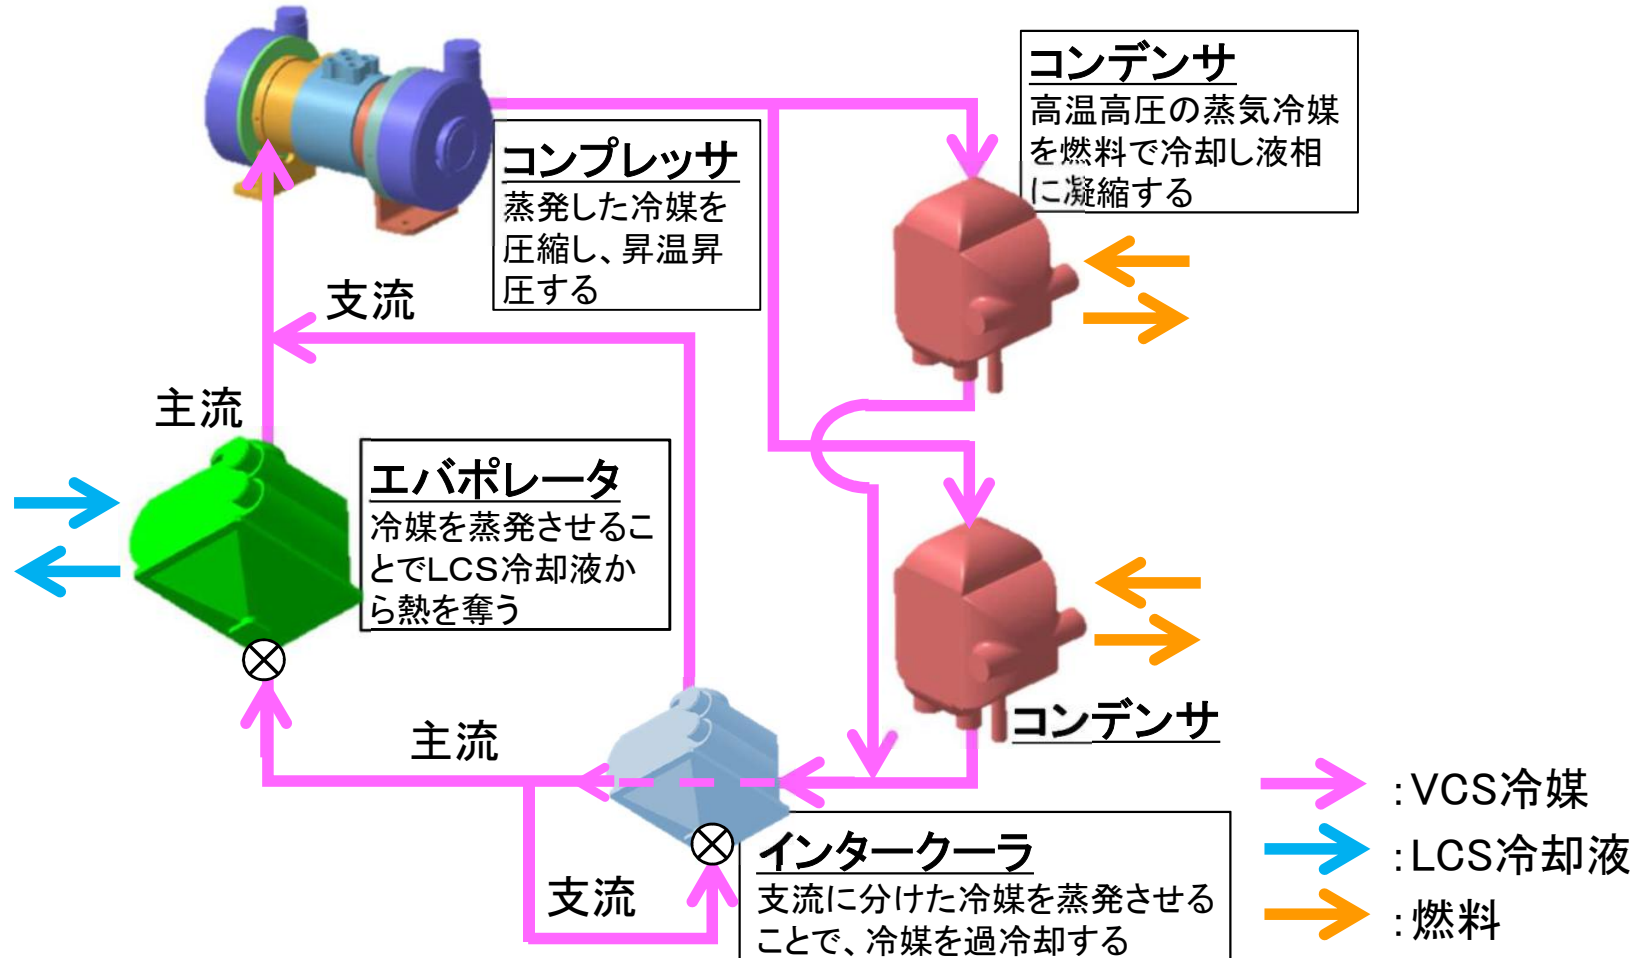 コンデンサ
高温高圧の蒸気冷媒
を燃料で冷却し液相
に凝縮する
コンプレッサ
蒸発した冷媒を
圧縮し、昇温昇
圧する
支流
主流
エバポレータ
冷媒を蒸発させるこ
とでLCS冷却液か
ら熱を奪う
コンデンサ
主流
支流
インタークーラ
支流に分けた冷媒を蒸発させる
ことで、冷媒を過冷却する
:VCS冷媒
:LCS冷却液
:燃料